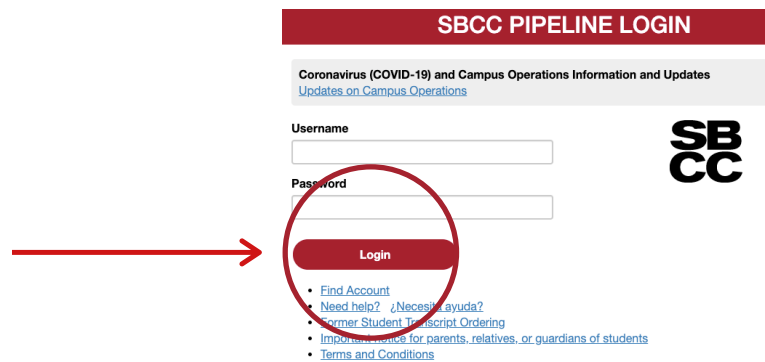 SBCC PIPELINE LOGIN
Coronavirus (COVID-19) and Campus Operations Information and Updates
Updates on Campus Operations
Username
SB
CC
Password
Login
Find Account
Need help? ¿Necesita ayuda?
Former Student Transcript Ordering
Important notice for parents, relatives, or guardians of students
Terms and Conditions